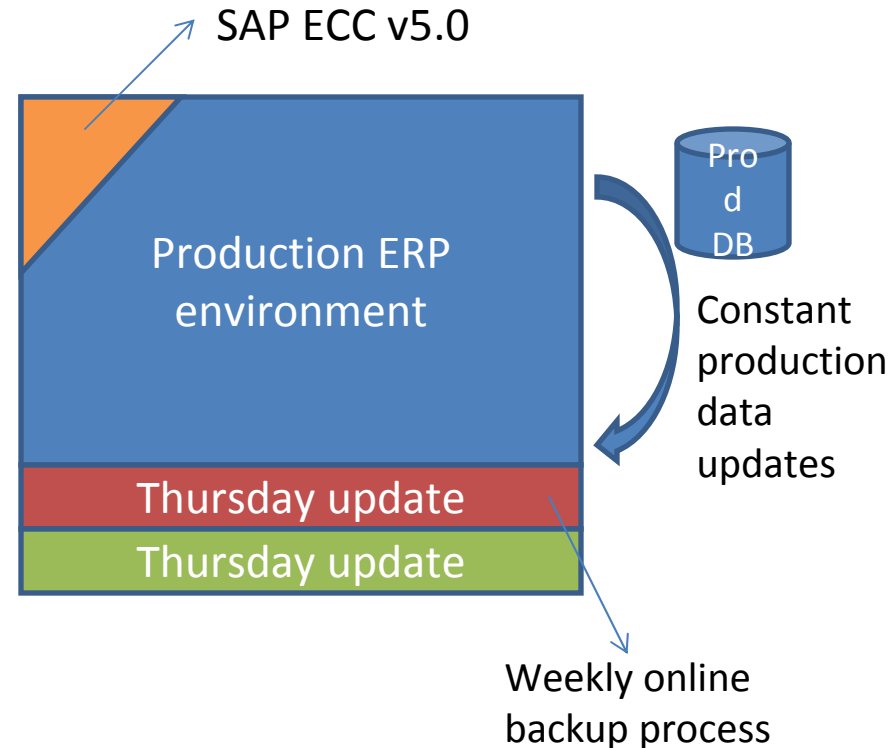 SAP ECC v5.0
Pro
d
DB
Production ERP
environment
Constant
production
data
updates
Thursday update
Thursday update
Weekly online
backup process